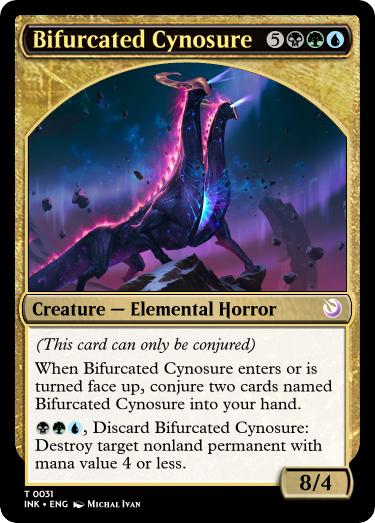 Bifurcated Cynosure 5
Creature — Elemental Horror
(This card can only be conjured)
When Bifurcated Cynosure enters or is
turned face up, conjure two cards named
Bifurcated Cynosure into your hand.
, Discard Bifurcated Cynosure:
Destroy target nonland permanent with
mana value 4 or less.
8/4
T 0031
INK • ENG Michal Ivan